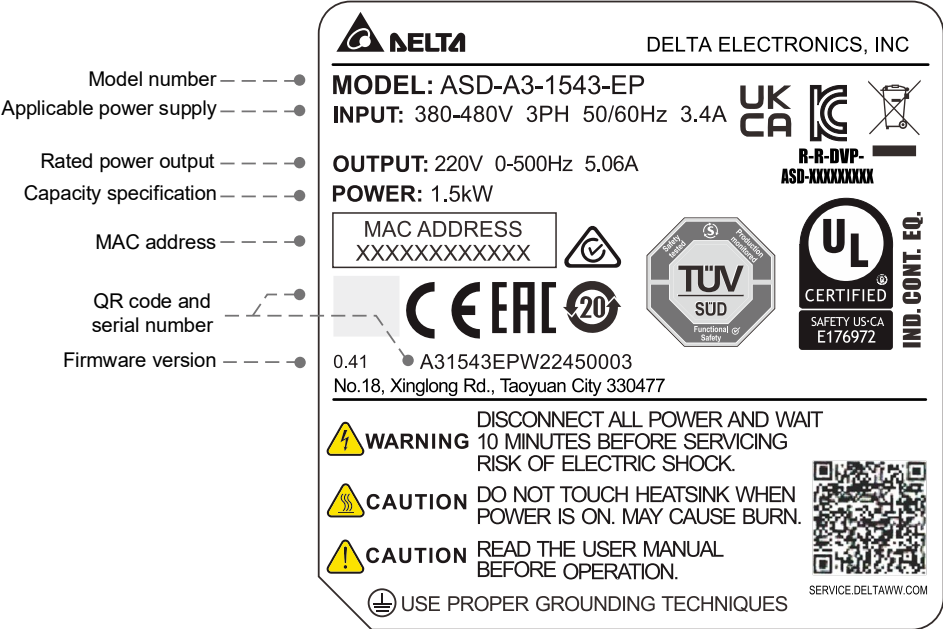 DELTA
DELTA ELECTRONICS, INC
Model number
MODEL: ASD-A3-1543-EP
Applicable power supply
INPUT: 380-480V 3PH 50/60Hz 3.4A
UK
CA
R-R-DVP-
ASD-XXXXXXXXX
Rated power output
OUTPUT: 220V 0-500Hz 5.06A
Capacity specification
POWER: 1.5kW
MAC address
MAC ADDRESS
XXXXXXXXXXXX
Safety tested
S
Production monitored
TÜV
SÜD
Functional Safety
UL
CERTIFIED
SAFETY US-CA
E176972
IND. CONT. EQ.
QR code and
serial number
CE EAC 20
Firmware version
0.41 A31543EPW22450003
No.18, Xinglong Rd., Taoyuan City 330477
WARNING
DISCONNECT ALL POWER AND WAIT
10 MINUTES BEFORE SERVICING
RISK OF ELECTRIC SHOCK.
CAUTION
DO NOT TOUCH HEATSINK WHEN
POWER IS ON. MAY CAUSE BURN.
CAUTION
READ THE USER MANUAL
BEFORE OPERATION.
USE PROPER GROUNDING TECHNIQUES
SERVICE.DELTAWW.COM